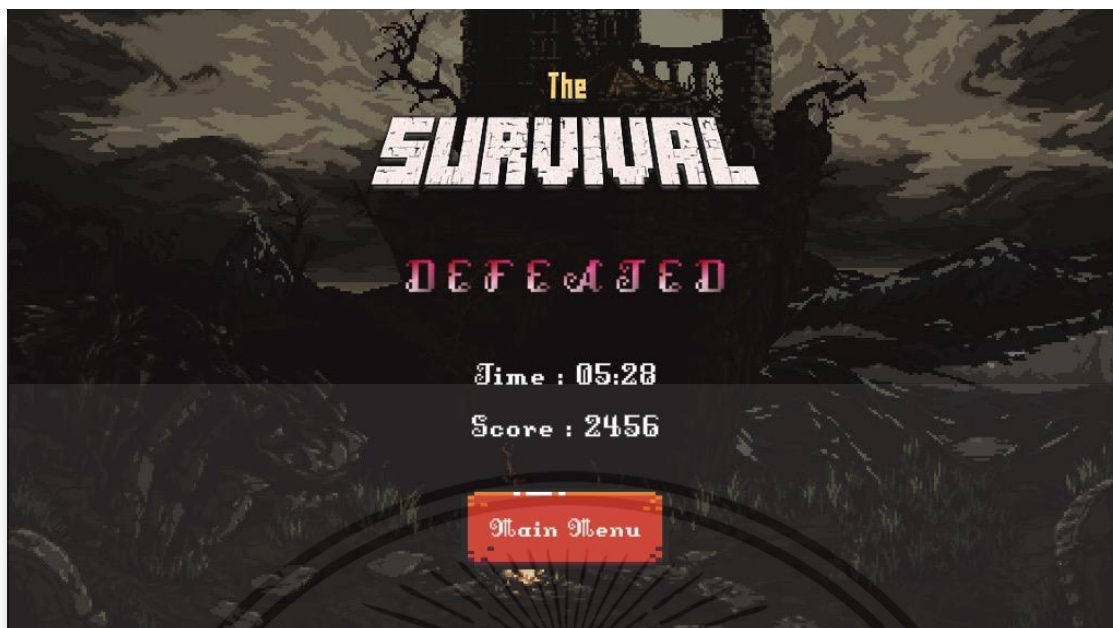 The
SURVIVAL
DEFEATED
Time : 05:28
Score : 2456
Main Menu